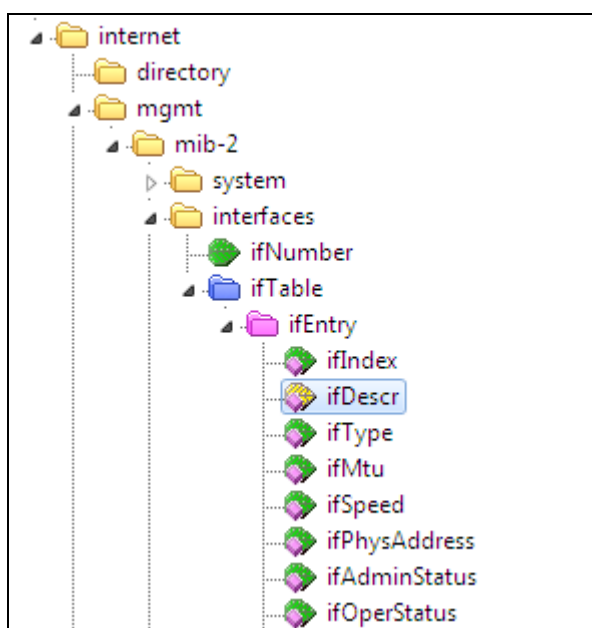 internet
directory
mgmt
mib-2
system
interfaces
ifNumber
ifTable
ifEntry
ifIndex
ifDescr
ifType
ifMtu
ifSpeed
ifPhysAddress
ifAdminStatus
ifOperStatus